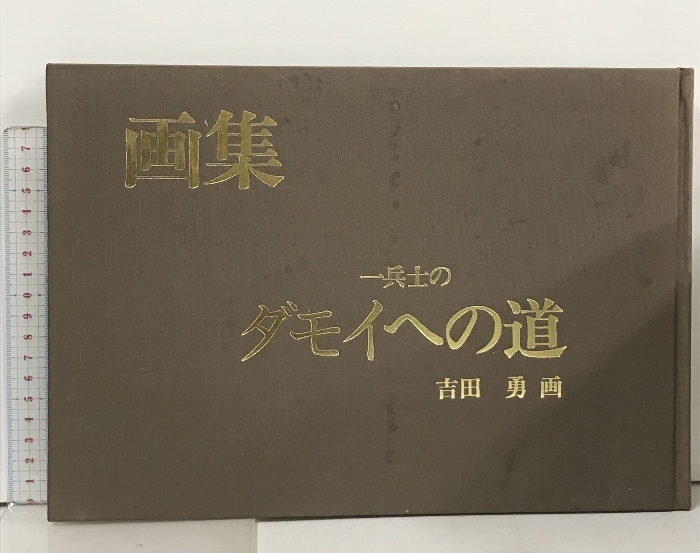 画集
一兵士の
ダモイへの道
吉田 勇 画